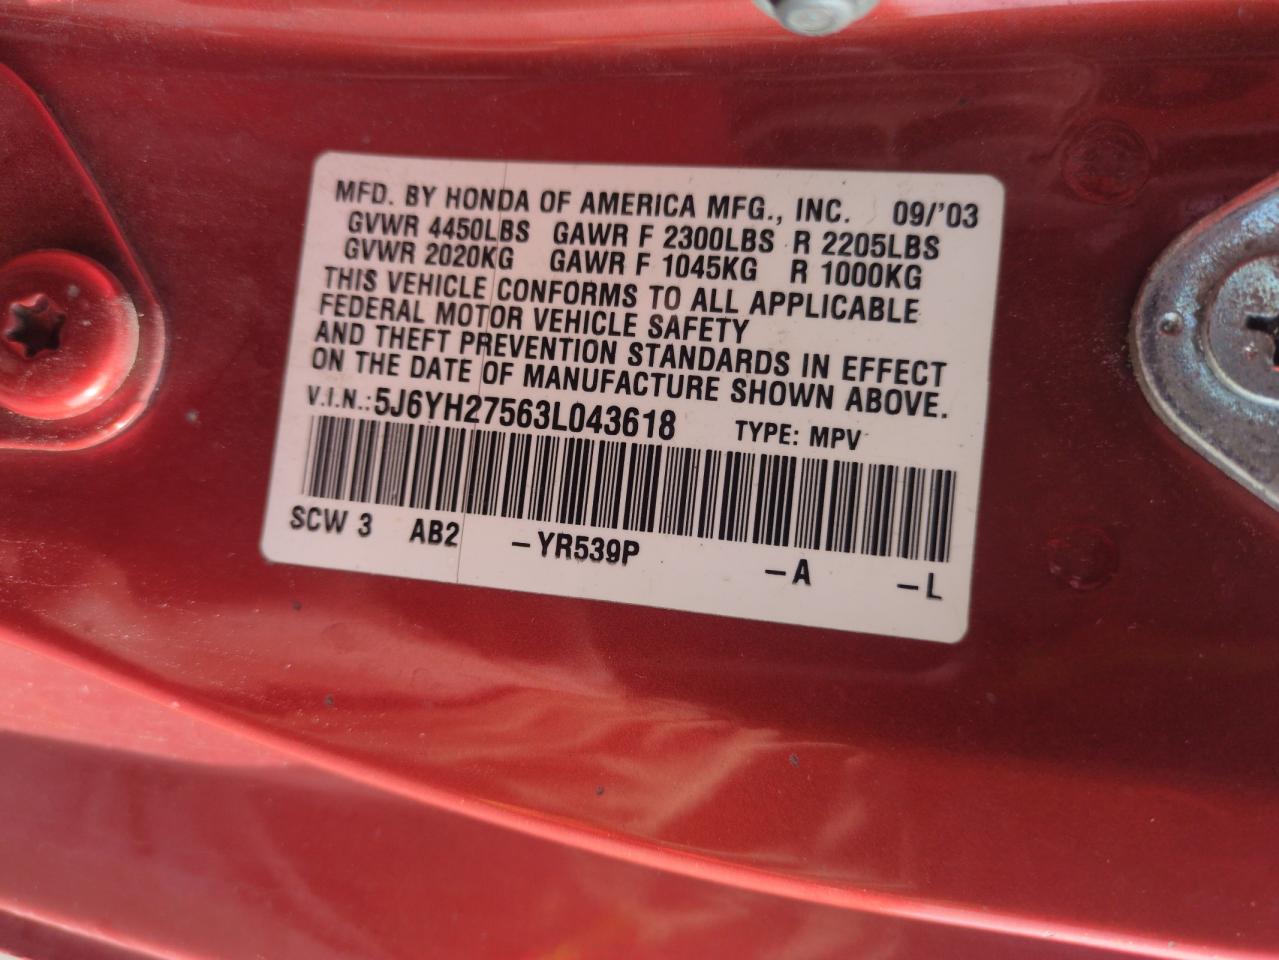 MFD. BY HONDA OF AMERICA MFG., INC. 09/'03
GVWR 4450LBS GAWR F 2300LBS R 2205LBS
GVWR 2020KG GAWR F 1045KG R 1000KG
THIS VEHICLE CONFORMS TO ALL APPLICABLE
FEDERAL MOTOR VEHICLE SAFETY
AND THEFT PREVENTION STANDARDS IN EFFECT
ON THE DATE OF MANUFACTURE SHOWN ABOVE.
V.I.N.: 5J6YH27563L043618 TYPE: MPV
SCW 3 AB2 -YR539P -A -L